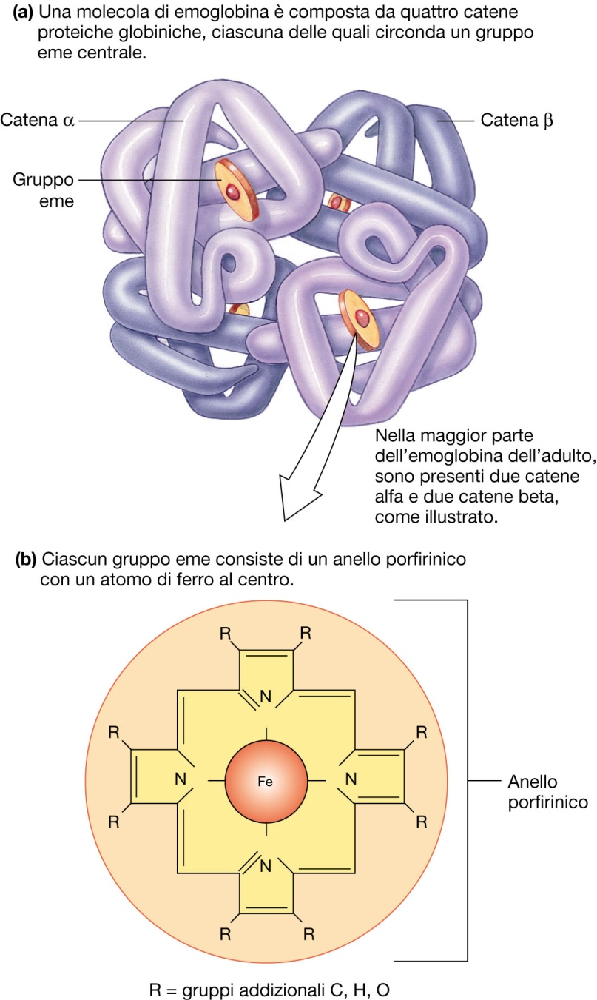 (a) Una molecola di emoglobina è composta da quattro catene
proteiche globiniche, ciascuna delle quali circonda un gruppo
eme centrale.
Catena α
Catena β
Gruppo
eme
Nella maggior parte
dell’emoglobina dell’adulto,
sono presenti due catene
alfa e due catene beta,
come illustrato.
(b) Ciascun gruppo eme consiste di un anello porfirinico
con un atomo di ferro al centro.
R R
N
R R
N Fe N
R R
N
R R
Anello
porfirinico
R = gruppi addizionali C, H, O